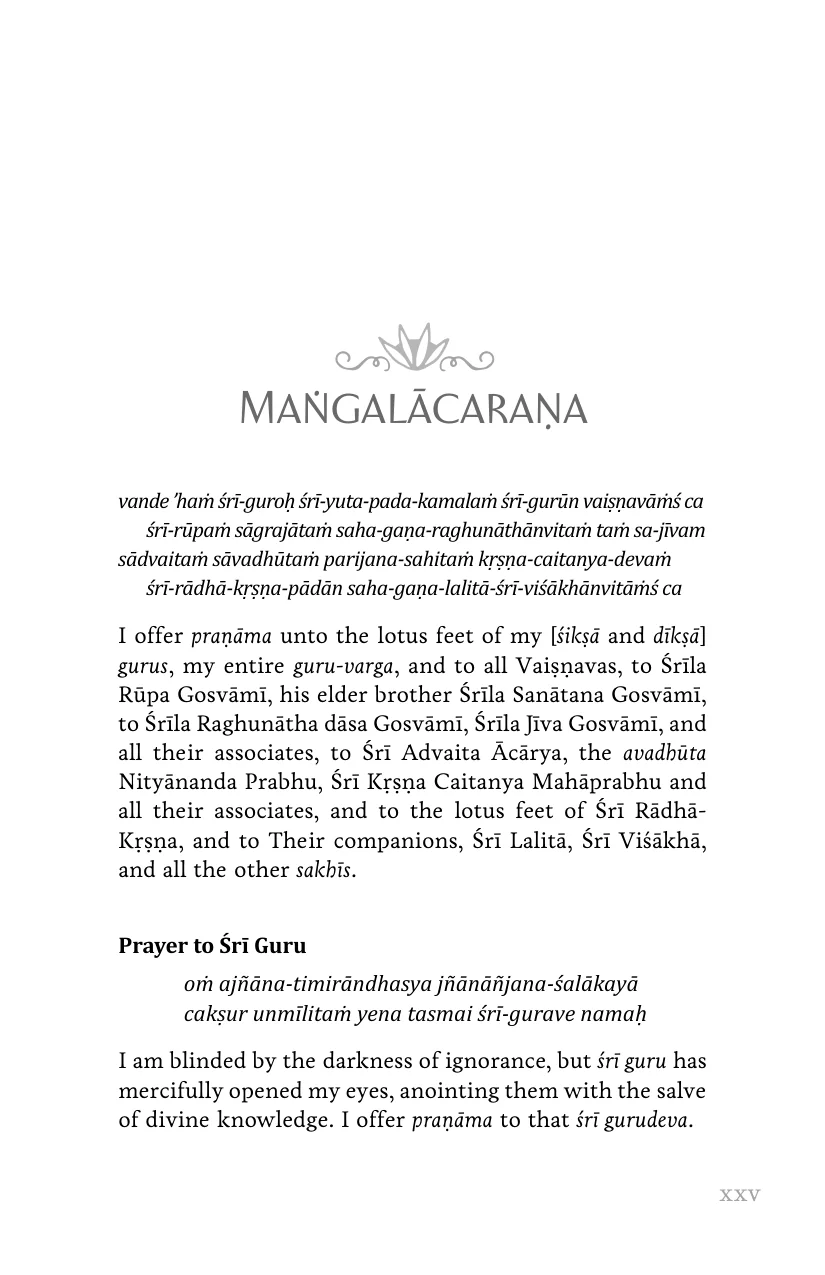 MAṄGALĀCARAṆA
vande ’haṁ śrī-guroḥ śrī-yuta-pada-kamalaṁ śrī-gurūn vaiṣṇavāṁś ca
śrī-rūpaṁ sāgrajātaṁ saha-gaṇa-raghunāthānvitaṁ taṁ sa-jīvam
sādvaitaṁ sāvadhūtaṁ parijana-sahitaṁ kṛṣṇa-caitanya-devaṁ
śrī-rādhā-kṛṣṇa-pādān saha-gaṇa-lalitā-śrī-viśākhānvitāṁś ca
I offer praṇāma unto the lotus feet of my [śikṣā and dīkṣā]
gurus, my entire guru-varga, and to all Vaiṣṇavas, to Śrīla
Rūpa Gosvāmī, his elder brother Śrīla Sanātana Gosvāmī,
to Śrīla Raghunātha dāsa Gosvāmī, Śrīla Jīva Gosvāmī, and
all their associates, to Śrī Advaita Ācārya, the avadhūta
Nityānanda Prabhu, Śrī Kṛṣṇa Caitanya Mahāprabhu and
all their associates, and to the lotus feet of Śrī Rādhā-
Kṛṣṇa, and to Their companions, Śrī Lalitā, Śrī Viśākhā,
and all the other sakhīs.
Prayer to Śrī Guru
oṁ ajñāna-timirāndhasya jñānāñjana-śalākayā
cakṣur unmīlitaṁ yena tasmai śrī-gurave namaḥ
I am blinded by the darkness of ignorance, but śrī guru has
mercifully opened my eyes, anointing them with the salve
of divine knowledge. I offer praṇāma to that śrī gurudeva.
xxv